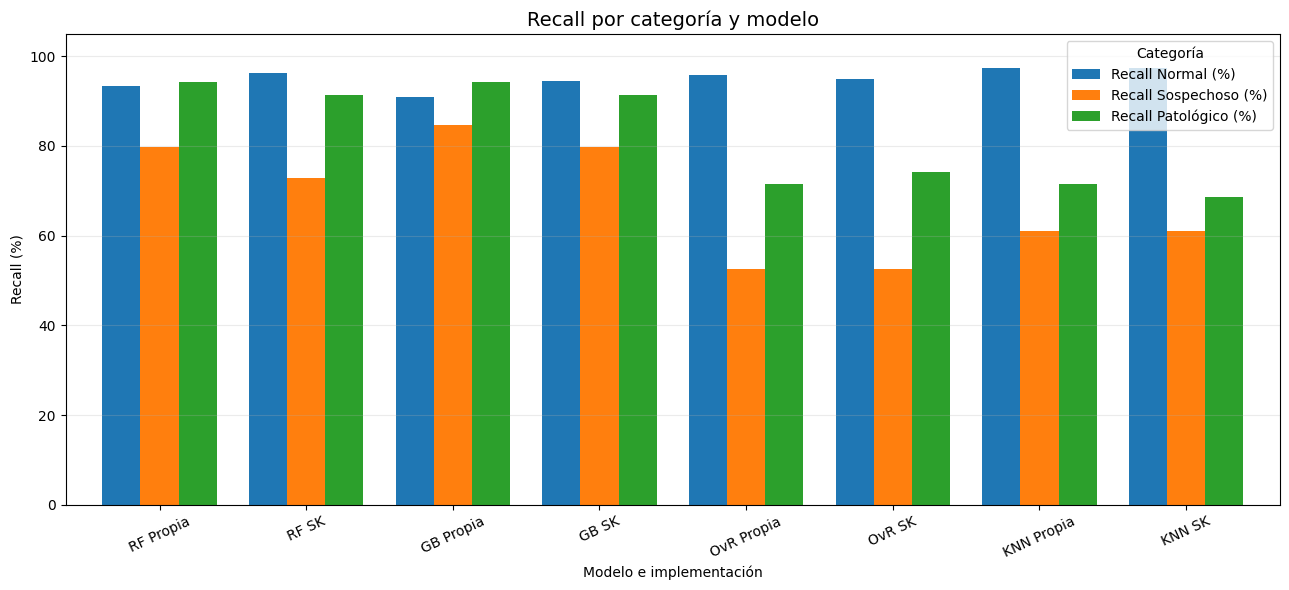 Recall por categoría y modelo
Recall (%)
100
80
60
40
20
0
Categoría
Recall Normal (%)
Recall Sospechoso (%)
Recall Patológico (%)
RF Propia
RF SK
GB Propia
GB SK
OvR Propia
OvR SK
KNN Propia
KNN SK
Modelo e implementación